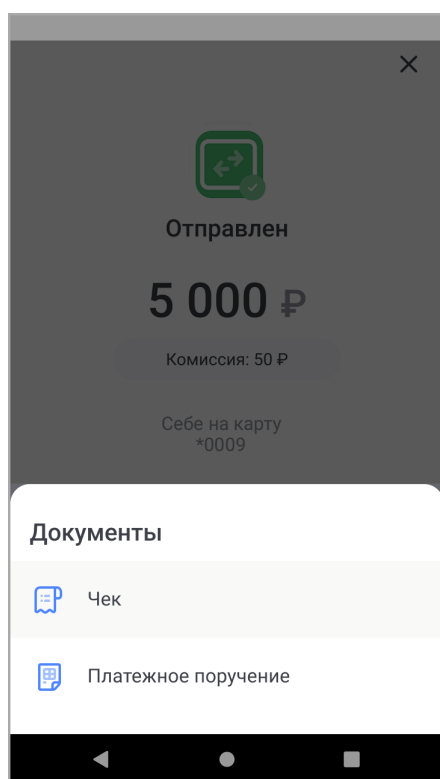 Отправлен
5 000 ₽
Комиссия: 50 ₽
Себе на карту
*0009
Документы
Чек
Платежное поручение